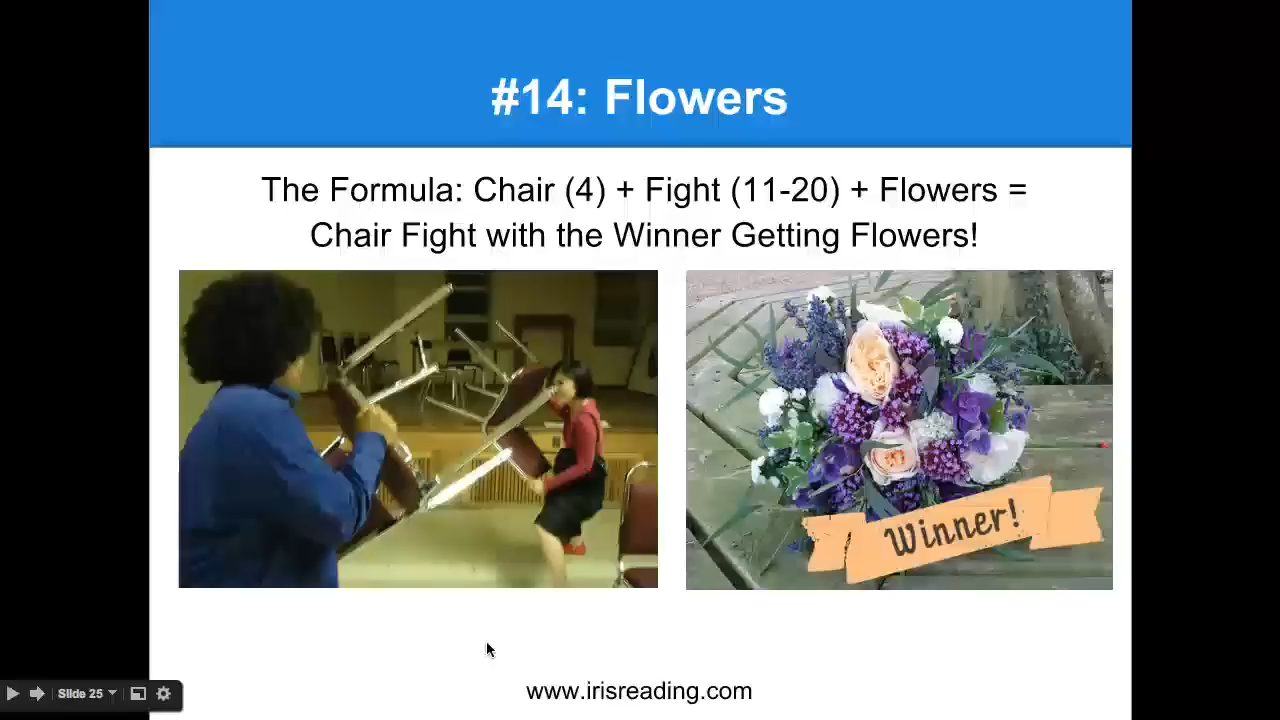 #14: Flowers
The Formula: Chair (4) + Fight (11-20) + Flowers =
Chair Fight with the Winner Getting Flowers!
Winner!
www.irisreading.com
Slide 25